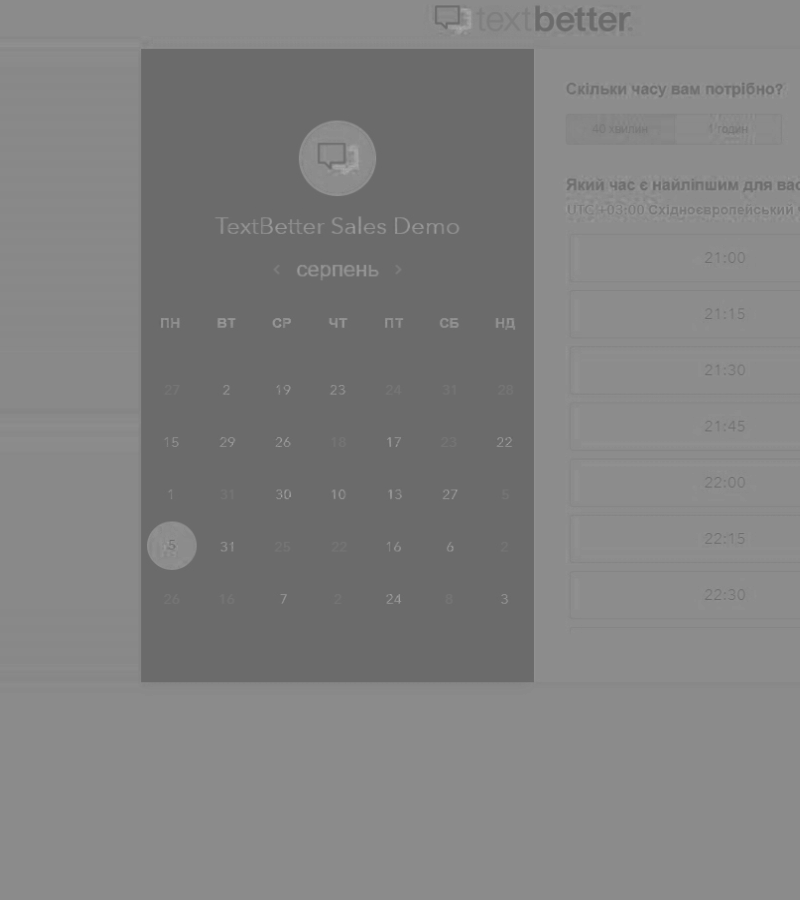 textbetter
Скільки часу вам потрібно?
40 хвилин 1 годин
Який час є найліпшим для вас
UTC +03:00 Східноєвропейський
TextBetter Sales Demo
< серпень >
ПН ВТ СР ЧТ ПТ СБ НД
27 2 19 23 24 31 28
15 29 26 18 17 23 22
1 31 30 10 13 27 5
5 31 25 22 16 6 2
26 16 7 2 24 8 3
21:00
21:15
21:30
21:45
22:00
22:15
22:30